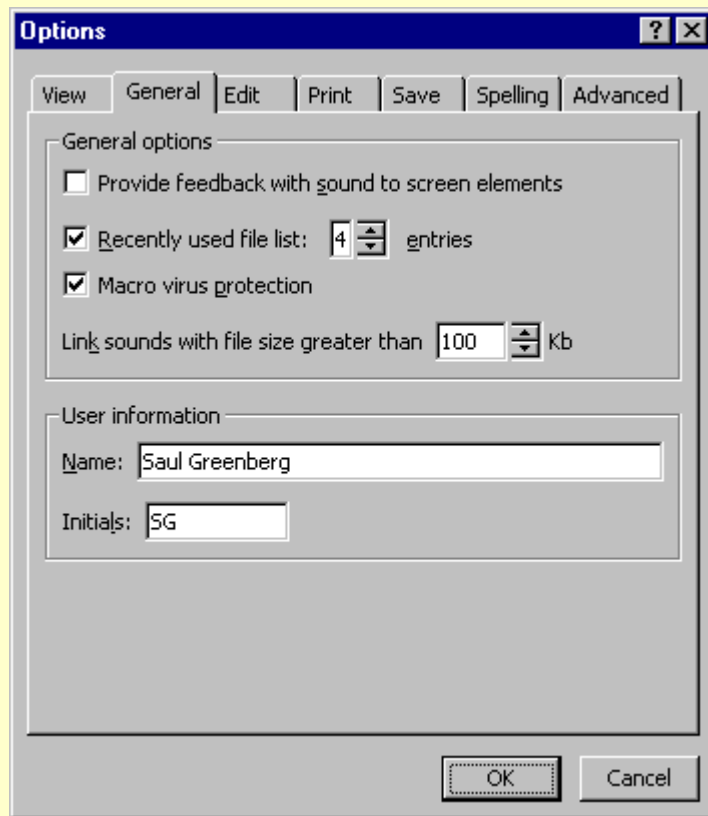 Options
View General Edit Print Save Spelling Advanced
General options
Provide feedback with sound to screen elements
Recently used file list: 4 entries
Macro virus protection
Link sounds with file size greater than 100 Kb
User information
Name: Saul Greenberg
Initials: SG
OK Cancel